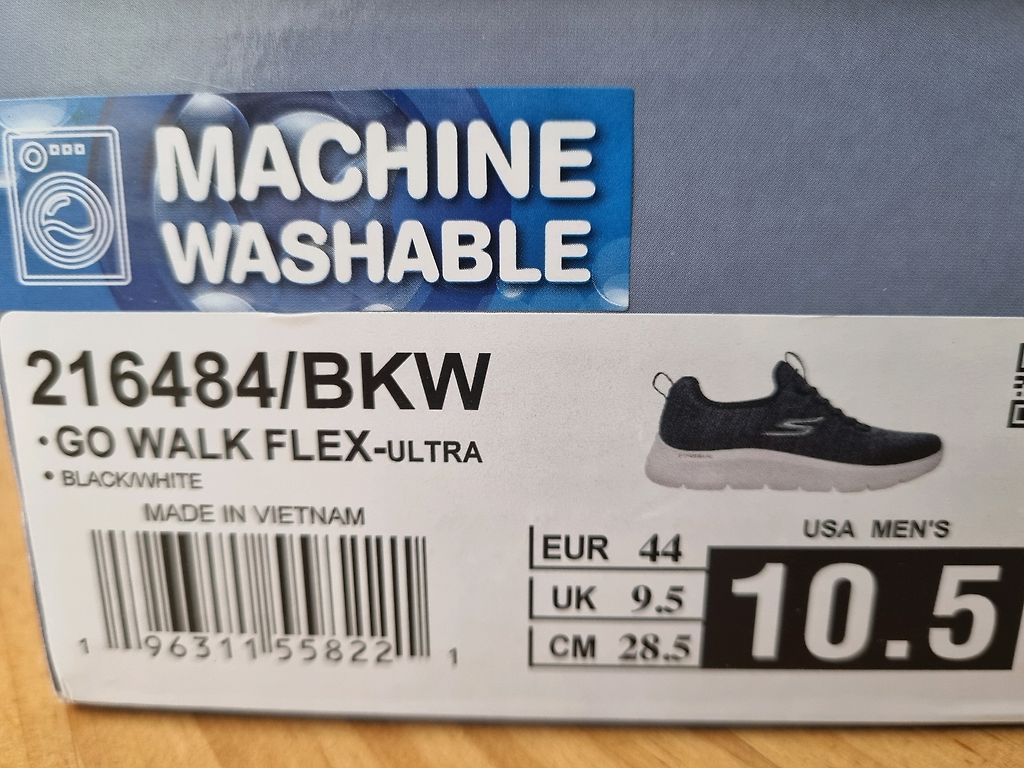 MACHINE
WASHABLE
216484/BKW
• GO WALK FLEX-ULTRA
• BLACK/WHITE
MADE IN VIETNAM
1 96311 55822 1
EUR 44
UK 9.5
CM 28.5
USA MEN'S
10.5